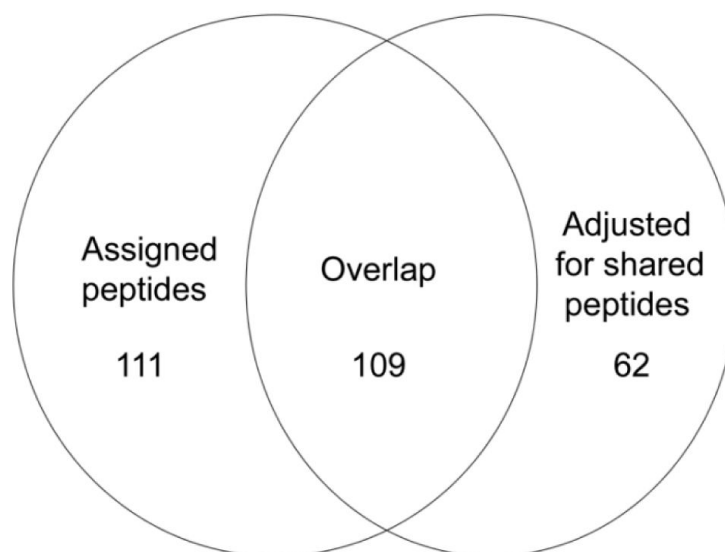 Assigned
peptides
111
Overlap
109
Adjusted
for shared
peptides
62